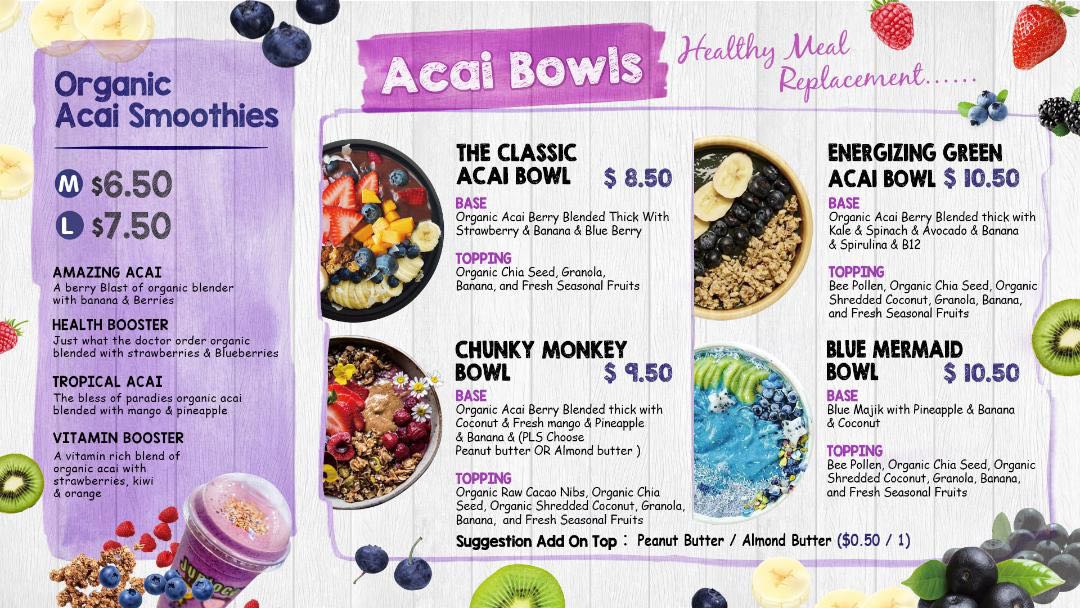 Organic
Acai Smoothies
M $6.50
L $7.50
AMAZING ACAI
A berry Blast of organic blender
with banana & Berries
HEALTH BOOSTER
Just what the doctor order organic
blended with strawberries & Blueberries
TROPICAL ACAI
The bless of paradies organic acai
blended with mango & pineapple
VITAMIN BOOSTER
A vitamin rich blend of
organic acai with
strawberries, kiwi
& orange
Acai Bowls
Healthy Meal
Replacement......
THE CLASSIC
ACAI BOWL $ 8.50
BASE
Organic Acai Berry Blended Thick With
Strawberry & Banana & Blue Berry
TOPPING
Organic Chia Seed, Granola,
Banana, and Fresh Seasonal Fruits
ENERGIZING GREEN
ACAI BOWL $ 10.50
BASE
Organic Acai Berry Blended thick with
Kale & Spinach & Avocado & Banana
& Spirulina & B12
TOPPING
Bee Pollen, Organic Chia Seed, Organic
Shredded Coconut, Granola, Banana,
and Fresh Seasonal Fruits
CHUNKY MONKEY
BOWL $ 9.50
BASE
Organic Acai Berry Blended thick with
Coconut & Fresh mango & Pineapple
& Banana & (PLS Choose
Peanut butter OR Almond butter )
TOPPING
Organic Raw Cacao Nibs, Organic Chia
Seed, Organic Shredded Coconut, Granola,
Banana, and Fresh Seasonal Fruits
BLUE MERMAID
BOWL $ 10.50
BASE
Blue Majik with Pineapple & Banana
& Coconut
TOPPING
Bee Pollen, Organic Chia Seed, Organic
Shredded Coconut, Granola, Banana,
and Fresh Seasonal Fruits
Suggestion Add On Top : Peanut Butter / Almond Butter ($0.50 / 1)